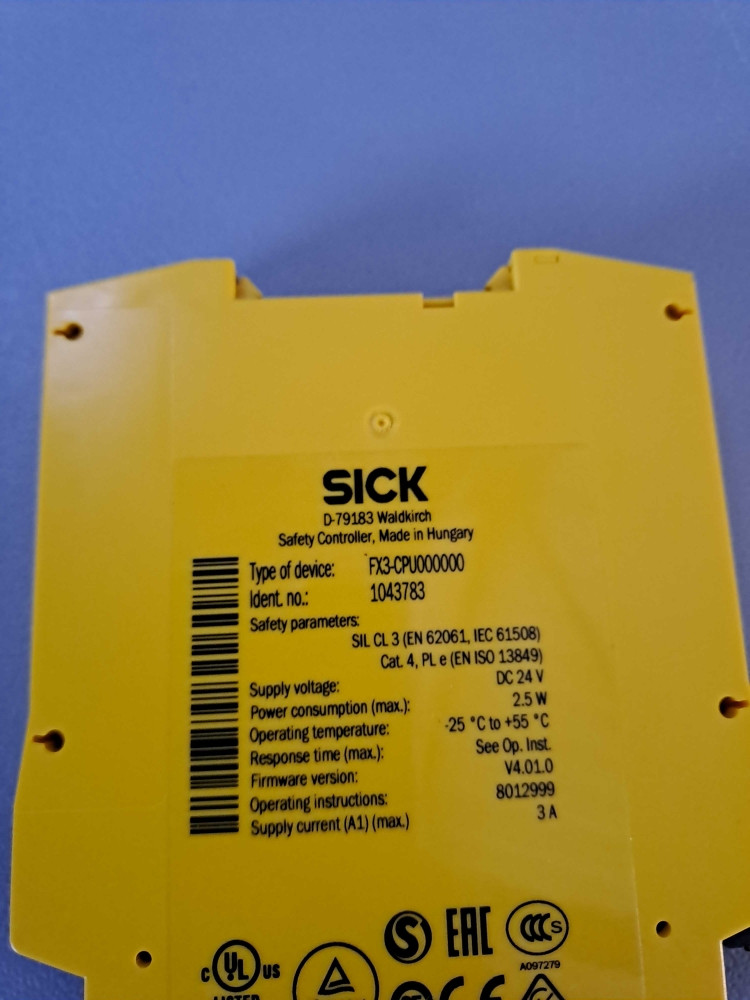 SICK
D-79183 Waldkirch
Safety Controller, Made in Hungary
Type of device: FX3-CPU000000
Ident. no.: 1043783
Safety parameters:
SIL CL 3 (EN 62061, IEC 61508)
Cat. 4, PL e (EN ISO 13849)
Supply voltage: DC 24 V
Power consumption (max.): 2.5 W
Operating temperature: -25 °C to +55 °C
Response time (max.): See Op. Inst.
Firmware version: V4.01.0
Operating instructions: 8012999
Supply current (A1) (max.) 3 A
S EAC CCC S
C UL US
A097279
LISTED
CE